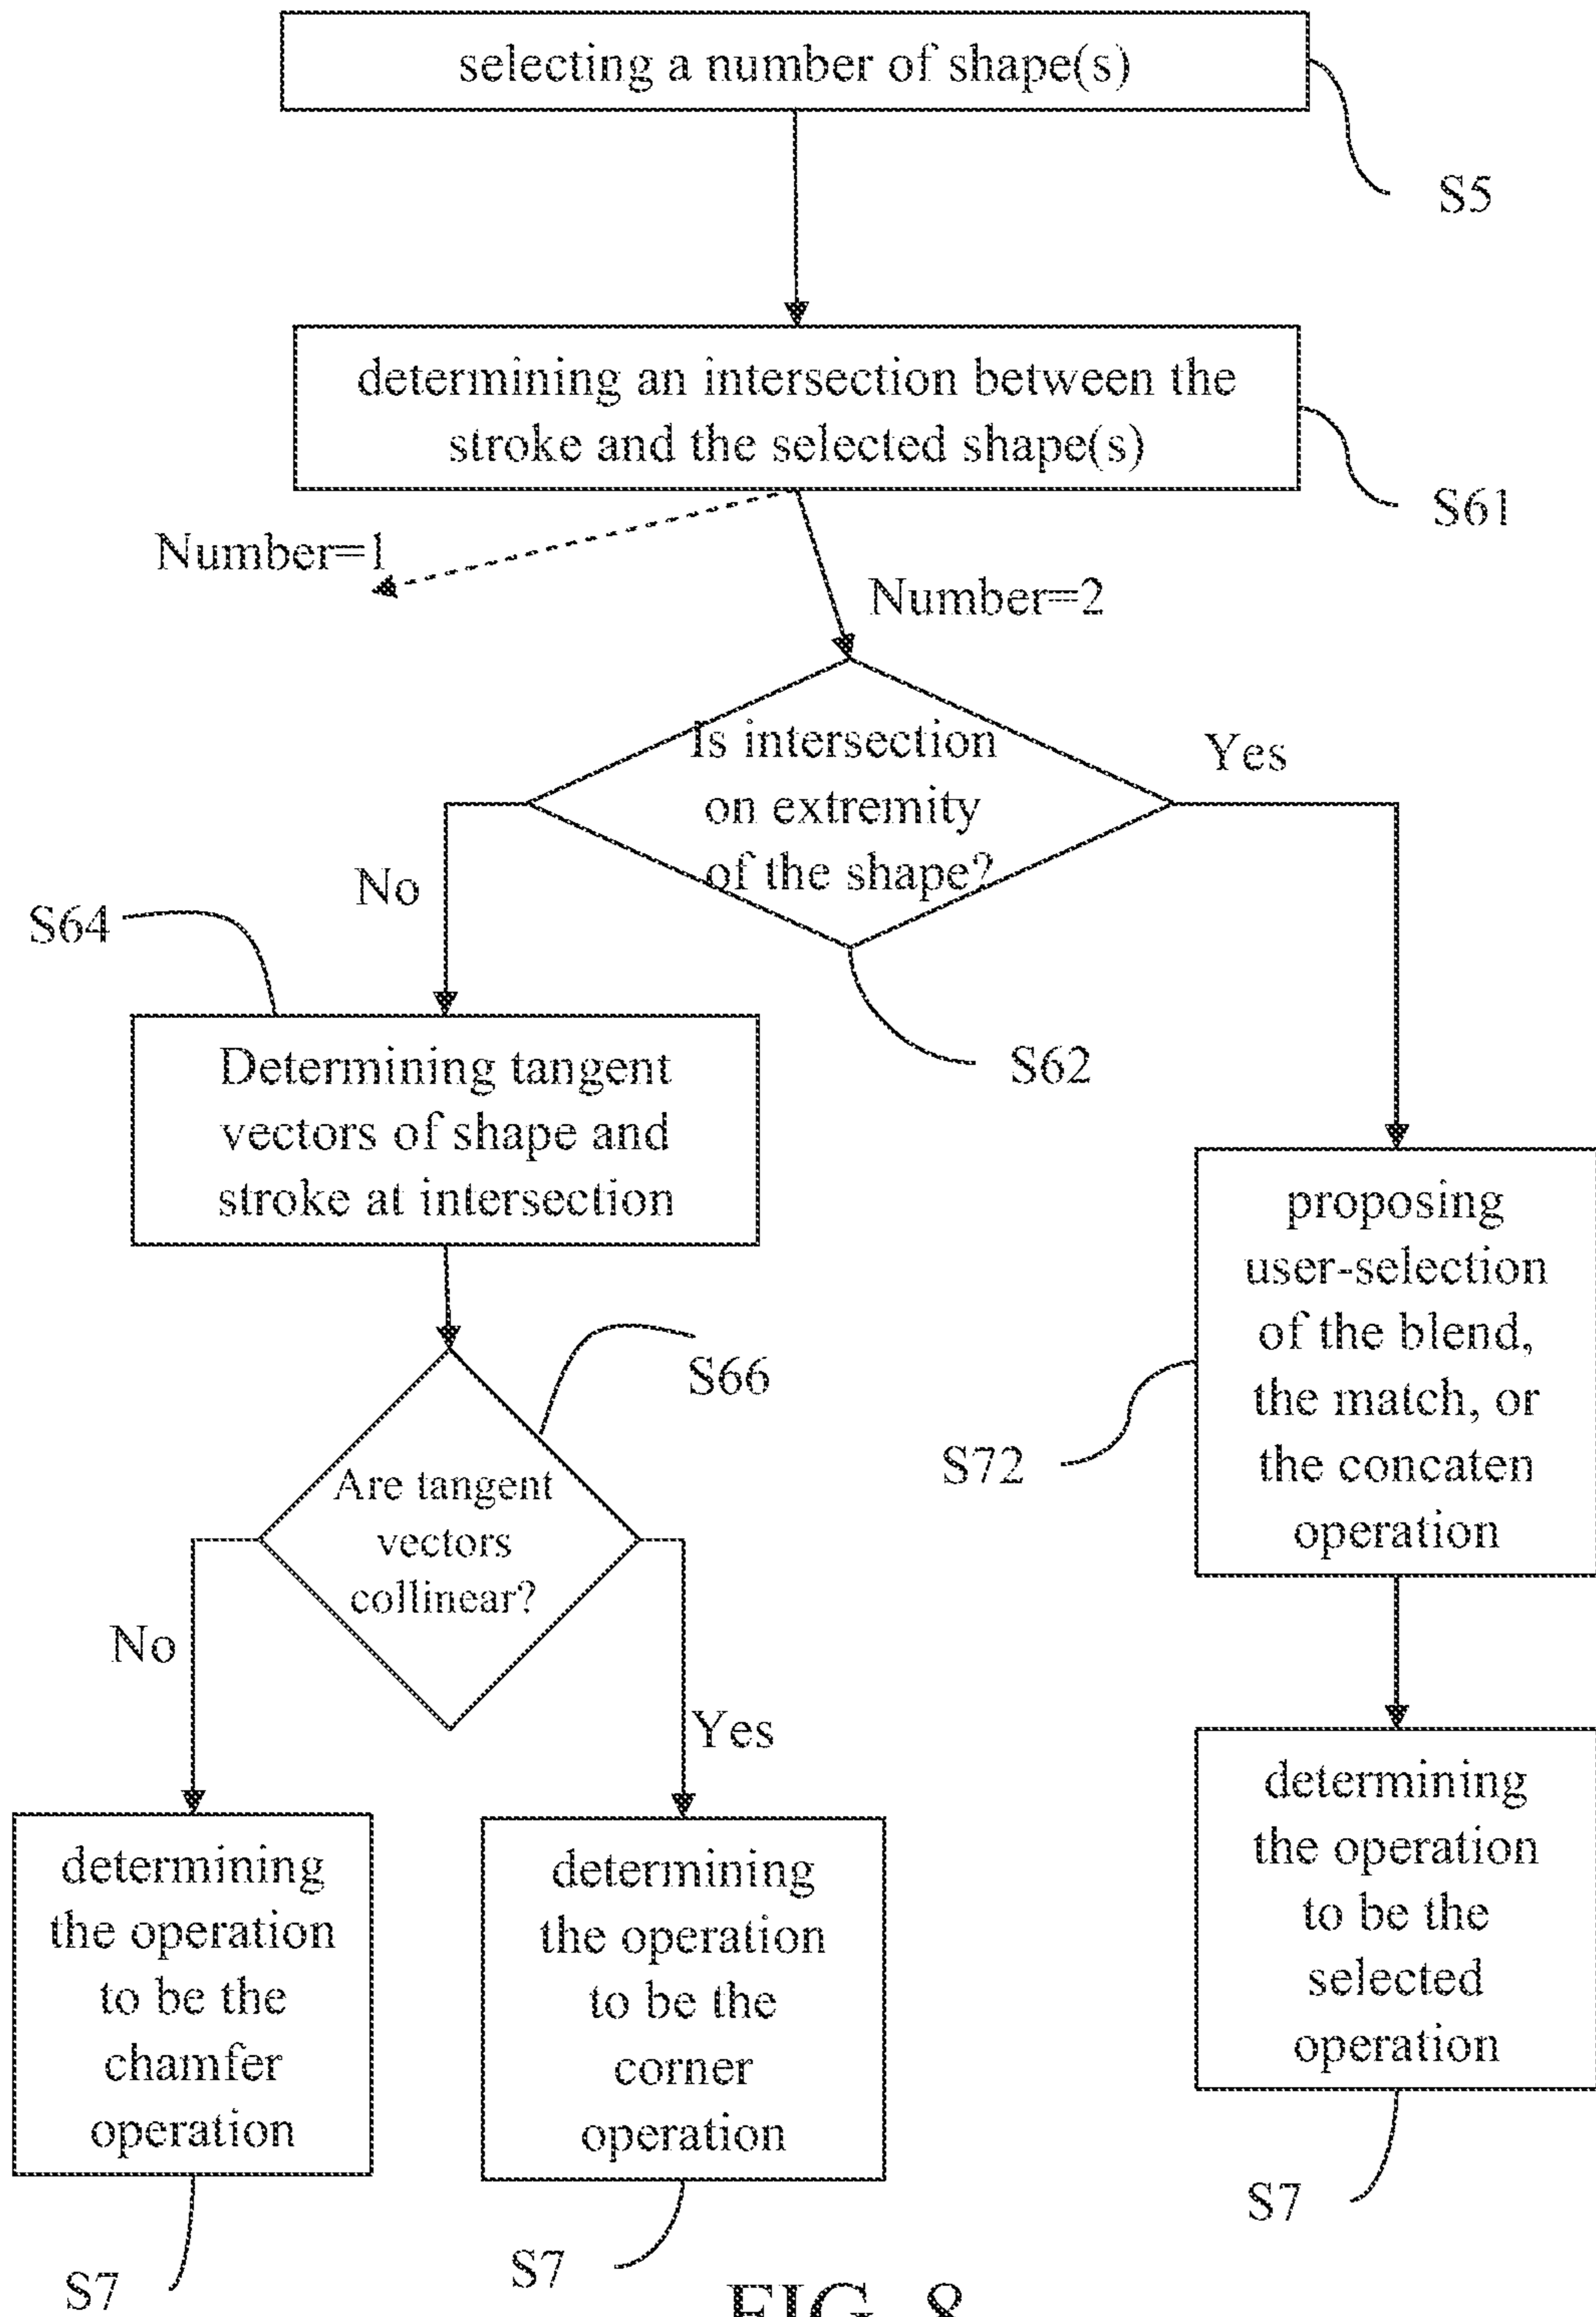 selecting a number of shape(s)
S5
determining an intersection between the
stroke and the selected shape(s)
S61
Number=1
Number=2
Is intersection
on extremity
of the shape?
Yes
No
S64
S62
Determining tangent
vectors of shape and
stroke at intersection
proposing
user-selection
of the blend,
the match, or
the concaten
operation
S72
S66
Are tangent
vectors
collinear?
No
Yes
determining
the operation
to be the
chamfer
operation
S7
determining
the operation
to be the
corner
operation
S7
determining
the operation
to be the
selected
operation
S7
FIG. 8